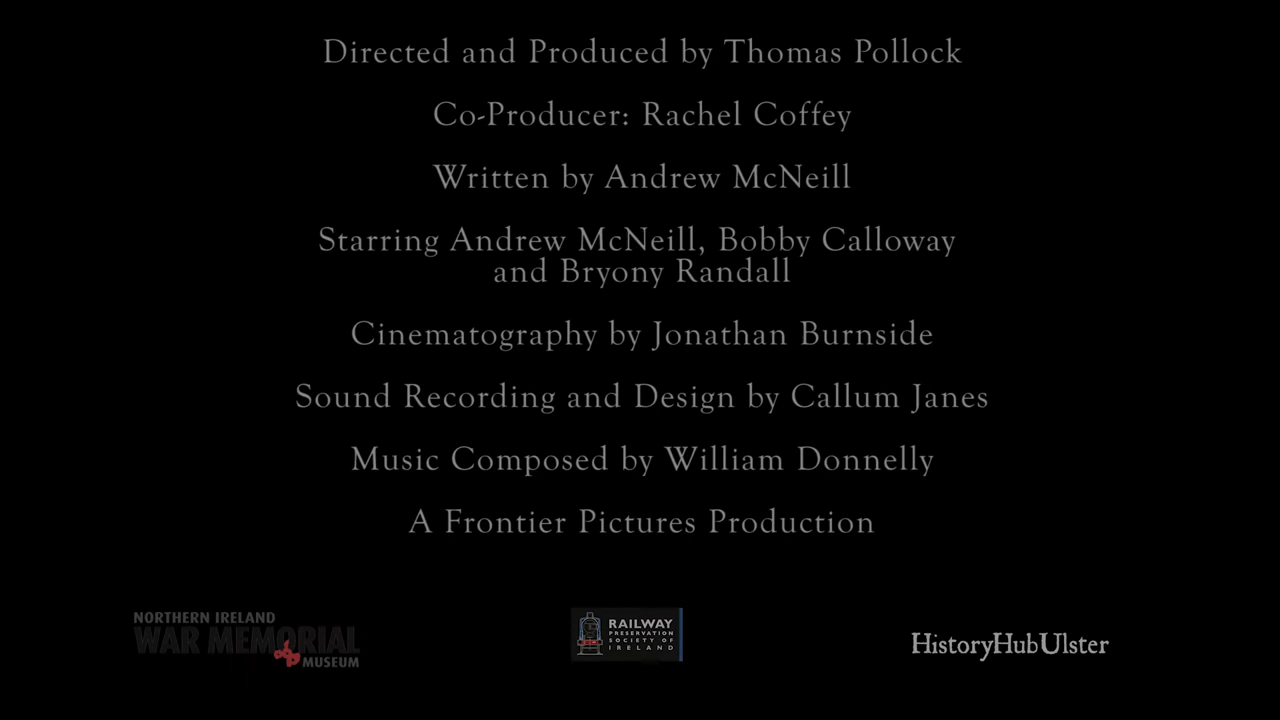 Directed and Produced by Thomas Pollock
Co-Producer: Rachel Coffey
Written by Andrew McNeill
Starring Andrew McNeill, Bobby Calloway
and Bryony Randall
Cinematography by Jonathan Burnside
Sound Recording and Design by Callum Janes
Music Composed by William Donnelly
A Frontier Pictures Production
NORTHERN IRELAND
WAR MEMORIAL
MUSEUM
RAILWAY
PRESERVATION
SOCIETY OF
IRELAND
HistoryHubUlster